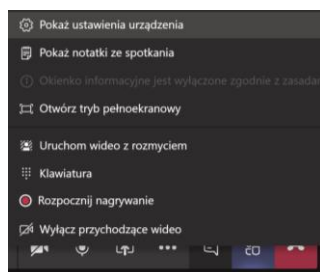 Pokaż ustawienia urządzenia
Pokaż notatki ze spotkania
Okienko informacyjne jest wyłączone zgodnie z zasadar
Otwórz tryb pełnoekranowy
Uruchom wideo z rozmyciem
Klawiatura
Rozpocznij nagrywanie
Wyłącz przychodzące wideo